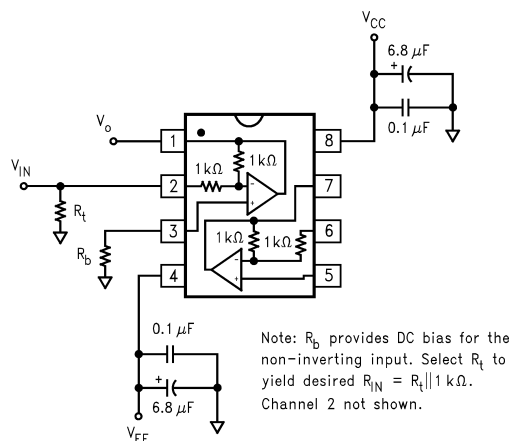 V_CC
6.8 μF
+
0.1 μF
V_o
1
8
1 kΩ
1 kΩ
V_IN
2
7
-
+
R_t
3
6
1 kΩ
1 kΩ
R_b
-
+
4
5
0.1 μF
+
6.8 μF
V_EE
Note: R_b provides DC bias for the
non-inverting input. Select R_t to
yield desired R_IN = R_t||1 kΩ.
Channel 2 not shown.